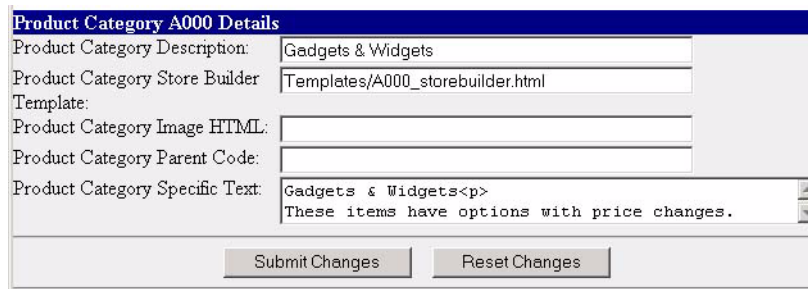 Product Category A000 Details
Product Category Description: Gadgets & Widgets
Product Category Store Builder Templates/A000_storebuilder.html
Template:
Product Category Image HTML:
Product Category Parent Code:
Product Category Specific Text: Gadgets & Widgets<p>
These items have options with price changes.
Submit Changes Reset Changes